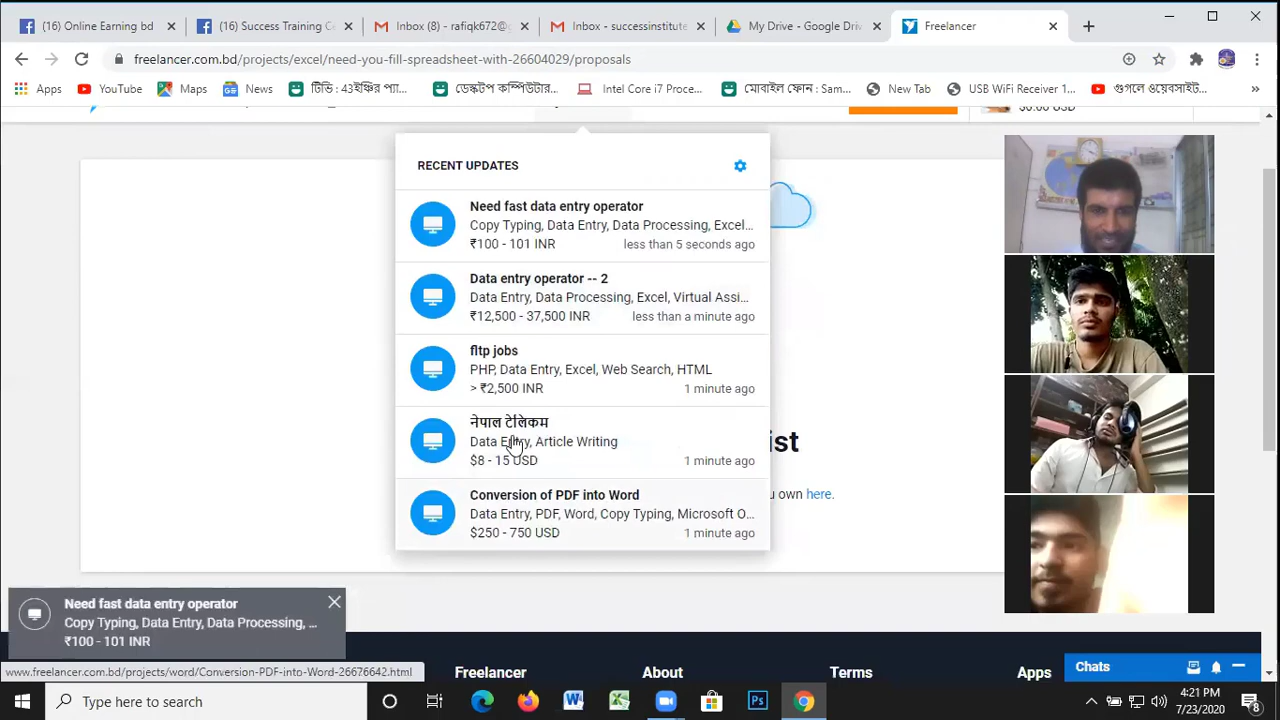 (16) Online Earning bd
(16) Success Training Ce
Inbox (8) - rafiqk672@g
Inbox - successinstitute
My Drive - Google Driv
Freelancer
freelancer.com.bd/projects/excel/need-you-fill-spreadsheet-with-26604029/proposals
Apps
YouTube
Maps
News
টিভি : 43ইঞ্চির প্যা...
ডেস্কটপ কম্পিউটার...
Intel Core i7 Proce...
মোবাইল ফোন : Sam...
New Tab
USB WiFi Receiver 1...
গুগলে ওয়েবসাইট...
$0.00 USD
RECENT UPDATES
Need fast data entry operator
Copy Typing, Data Entry, Data Processing, Excel...
₹100 - 101 INR
less than 5 seconds ago
Data entry operator -- 2
Data Entry, Data Processing, Excel, Virtual Assi...
₹12,500 - 37,500 INR
less than a minute ago
fltp jobs
PHP, Data Entry, Excel, Web Search, HTML
> ₹2,500 INR
1 minute ago
नेपाल टेलिकम
Data Entry, Article Writing
$8 - 15 USD
1 minute ago
Conversion of PDF into Word
Data Entry, PDF, Word, Copy Typing, Microsoft O...
$250 - 750 USD
1 minute ago
ist
u own here.
Need fast data entry operator
Copy Typing, Data Entry, Data Processing, ...
₹100 - 101 INR
www.freelancer.com.bd/projects/word/Conversion-PDF-into-Word-26676642.html
Freelancer
About
Terms
Apps
Chats
Type here to search
4:21 PM
7/23/2020
8